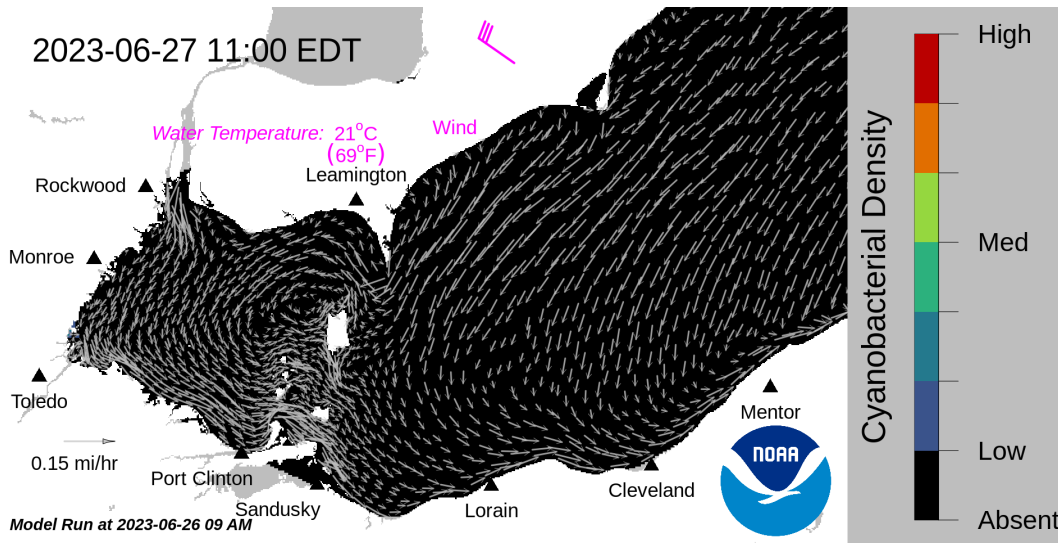 2023-06-27 11:00 EDT
High
Wind
Water Temperature: 21°C
(69°F)
Leamington
Rockwood
Monroe
Cyanobacterial Density
Med
Toledo
Mentor
0.15 mi/hr
NOAA
Low
Port Clinton
Cleveland
Sandusky
Lorain
Model Run at 2023-06-26 09 AM
Absent